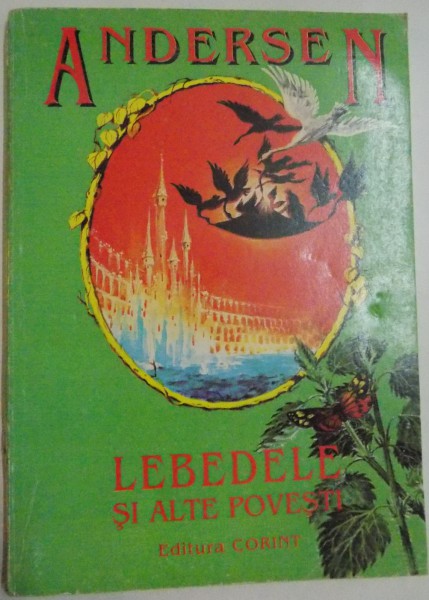 ANDERSEN
LEBEDELE
ȘI ALTE POVEȘTI
Editura CORINT